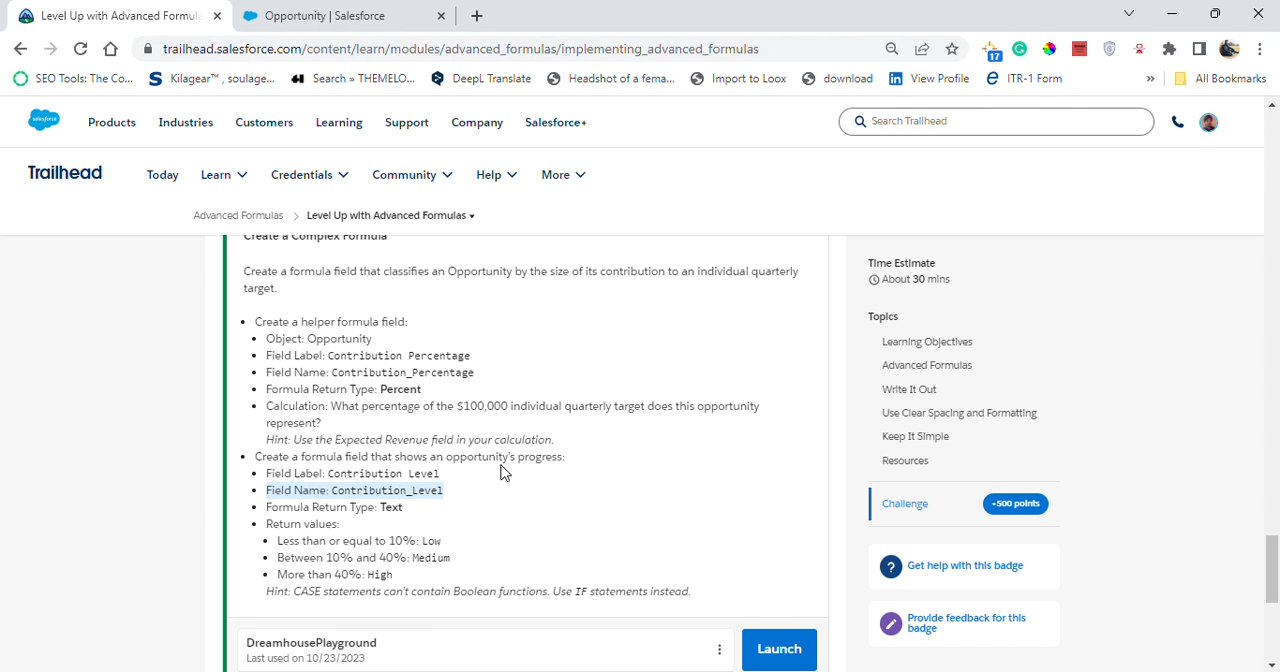 Level Up with Advanced Formula
Opportunity | Salesforce
trailhead.salesforce.com/content/learn/modules/advanced_formulas/implementing_advanced_formulas
17
SEO Tools: The Co...
Kilagear™, soulage...
Search » THEMELO...
DeepL Translate
Headshot of a fema...
Import to Loox
download
View Profile
ITR-1 Form
»
All Bookmarks
salesforce
Products
Industries
Customers
Learning
Support
Company
Salesforce+
Search Trailhead
Trailhead
Today
Learn
Credentials
Community
Help
More
Advanced Formulas > Level Up with Advanced Formulas
Create a Complex Formula
Create a formula field that classifies an Opportunity by the size of its contribution to an individual quarterly
target.
• Create a helper formula field:
• Object: Opportunity
• Field Label: Contribution Percentage
• Field Name: Contribution_Percentage
• Formula Return Type: Percent
• Calculation: What percentage of the $100,000 individual quarterly target does this opportunity
represent?
Hint: Use the Expected Revenue field in your calculation.
• Create a formula field that shows an opportunity's progress:
• Field Label: Contribution Level
• Field Name: Contribution_Level
• Formula Return Type: Text
• Return values:
• Less than or equal to 10%: Low
• Between 10% and 40%: Medium
• More than 40%: High
Hint: CASE statements can't contain Boolean functions. Use IF statements instead.
DreamhousePlayground
Last used on 10/23/2023
Launch
Time Estimate
About 30 mins
Topics
Learning Objectives
Advanced Formulas
Write It Out
Use Clear Spacing and Formatting
Keep It Simple
Resources
Challenge
+500 points
Get help with this badge
Provide feedback for this
badge